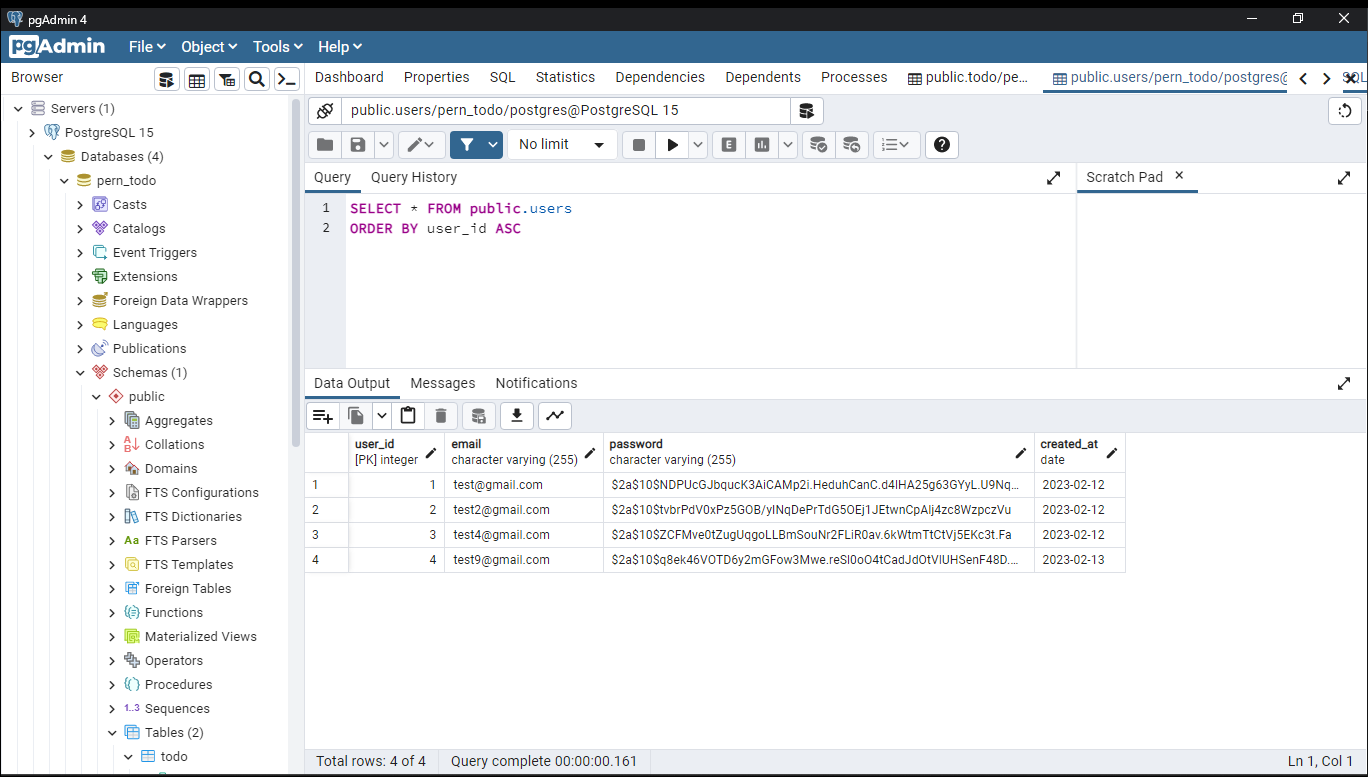 pgAdmin 4
pgAdmin File Object Tools Help
Browser
Dashboard Properties SQL Statistics Dependencies Dependents Processes public.todo/pe... public.users/pern_todo/postgres@ SQL
Servers (1)
PostgreSQL 15
Databases (4)
pern_todo
Casts
Catalogs
Event Triggers
Extensions
Foreign Data Wrappers
Languages
Publications
Schemas (1)
public
Aggregates
Collations
Domains
FTS Configurations
FTS Dictionaries
Aa FTS Parsers
FTS Templates
Foreign Tables
Functions
Materialized Views
Operators
Procedures
1..3 Sequences
Tables (2)
todo
public.users/pern_todo/postgres@PostgreSQL 15
No limit
E
Query Query History
Scratch Pad
1 SELECT * FROM public.users
2 ORDER BY user_id ASC
Data Output Messages Notifications
user_id email password created_at
[PK] integer character varying (255) character varying (255) date
1 1 test@gmail.com $2a$10$NDPUcGJbqucK3AiCAMp2i.HeduhCanC.d4lHA25g63GYyL.U9Nq... 2023-02-12
2 2 test2@gmail.com $2a$10$tvbrPdV0xPz5GOB/ylNqDePrTdG5OEj1JEtwnCpAlj4zc8WzpczVu 2023-02-12
3 3 test4@gmail.com $2a$10$ZCFMve0tZugUqgoLLBmSouNr2FLiR0av.6kWtmTtCtVj5EKc3t.Fa 2023-02-12
4 4 test9@gmail.com $2a$10$q8ek46VOTD6y2mGFow3Mwe.reSl0oO4tCadJdOtVlUHSenF48D.... 2023-02-13
Total rows: 4 of 4 Query complete 00:00:00.161 Ln 1, Col 1